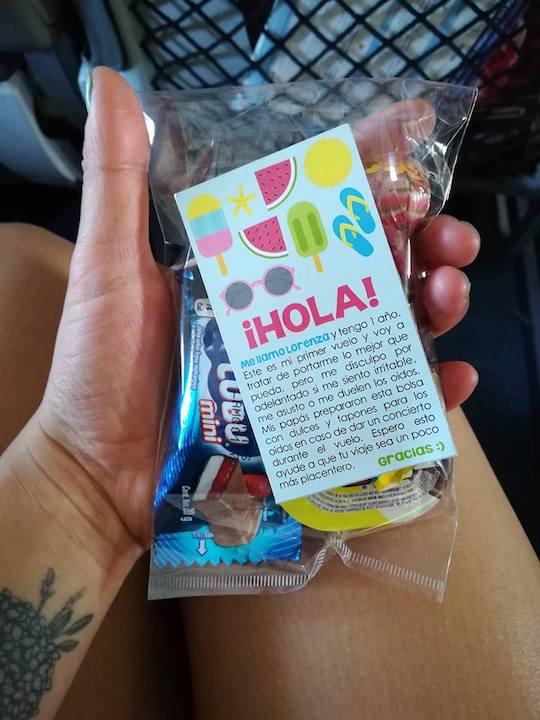 ¡HOLA!
Me llamo Lorenza y tengo 1 año.
Este es mi primer vuelo y voy a
tratar de portarme lo mejor que
pueda, pero me disculpo por
adelantado si me siento irritable,
me asusto o me duelen los oídos.
Mis papás prepararon esta bolsa
con dulces y tapones para los
oídos en caso de dar un concierto
durante el vuelo. Espero esto
ayude a que tu viaje sea un poco
más placentero.
Gracias :)
mini